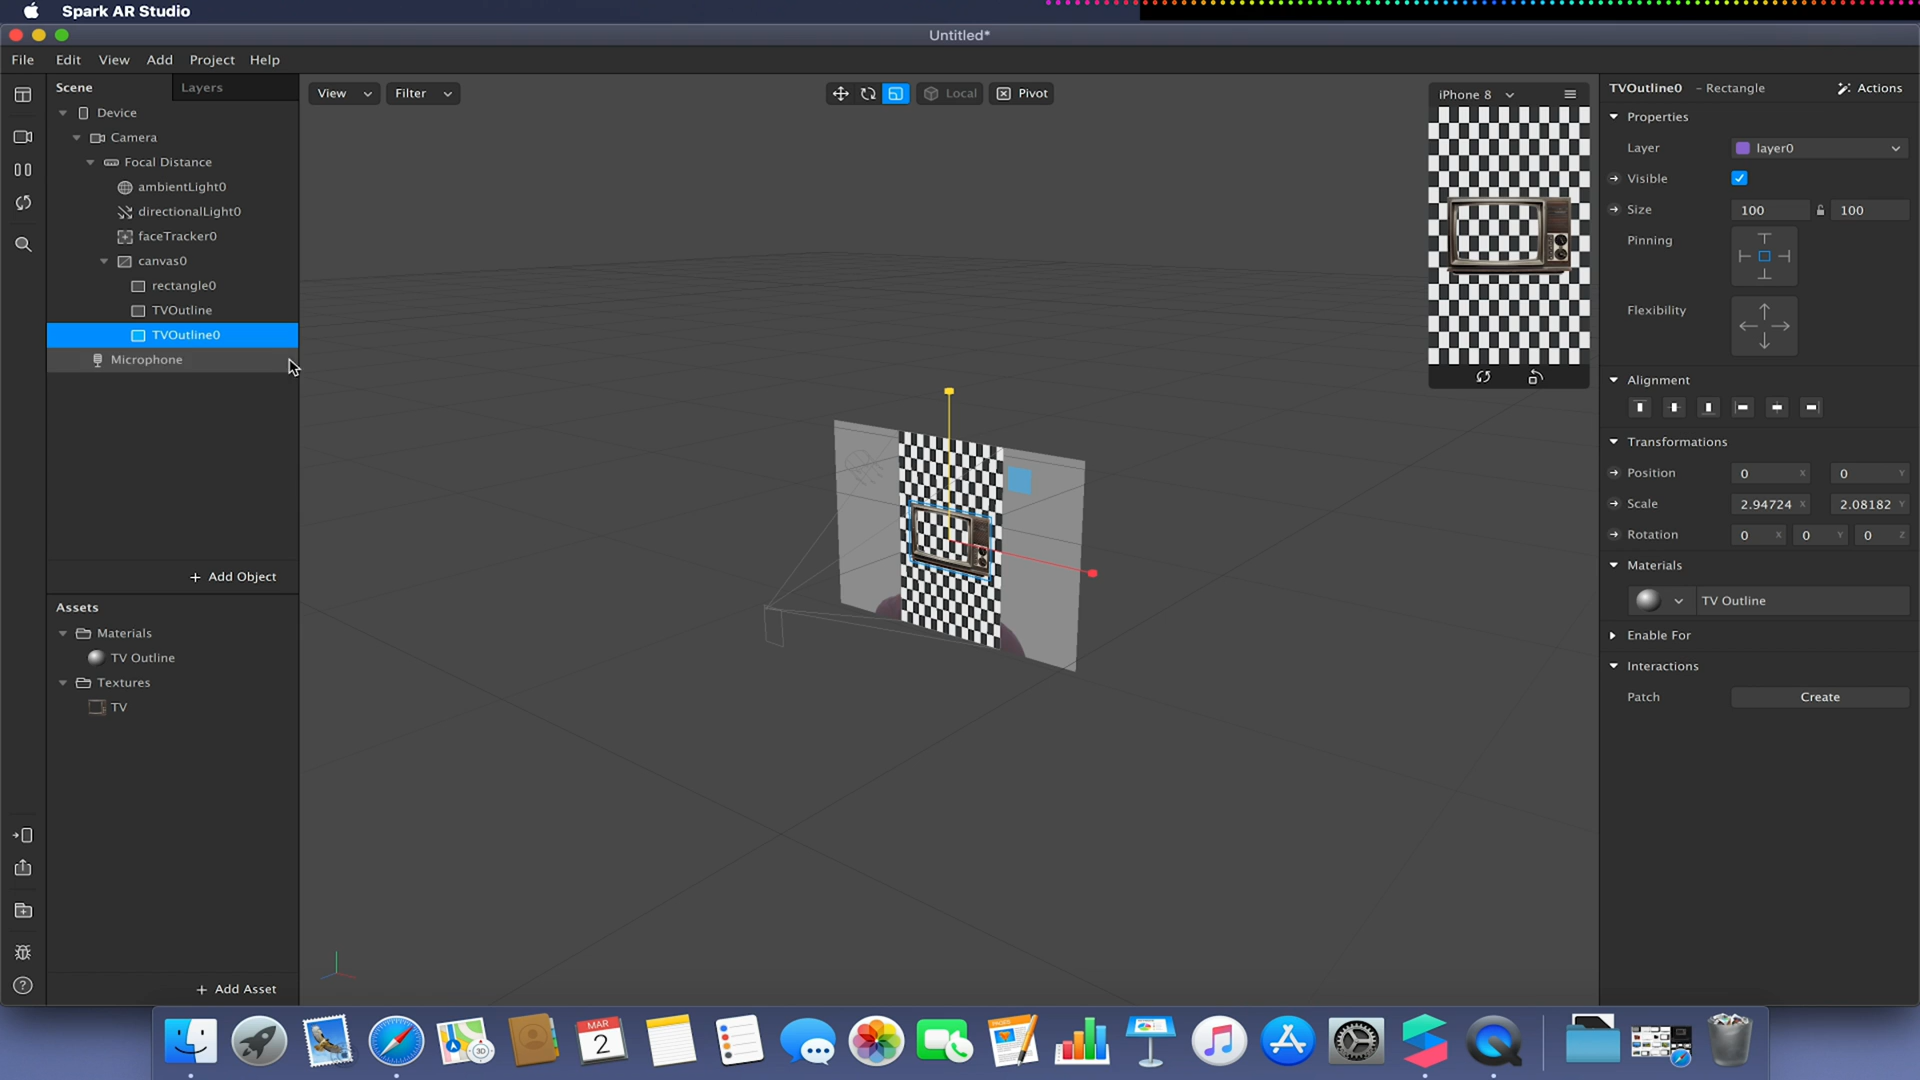 Spark AR Studio
Untitled*
File Edit View Add Project Help
Scene Layers
Device
Camera
Focal Distance
ambientLight0
directionalLight0
faceTracker0
canvas0
rectangle0
TVOutline
TVOutline0
Microphone
+ Add Object
Assets
Materials
TV Outline
Textures
TV
+ Add Asset
View Filter
Local Pivot
iPhone 8
TVOutline0 - Rectangle Actions
Properties
Layer layer0
Visible
Size 100 100
Pinning
Flexibility
Alignment
Transformations
Position 0 X 0 Y
Scale 2.94724 X 2.08182 Y
Rotation 0 X 0 Y 0 Z
Materials
TV Outline
Enable For
Interactions
Patch Create
MAR
2
3D